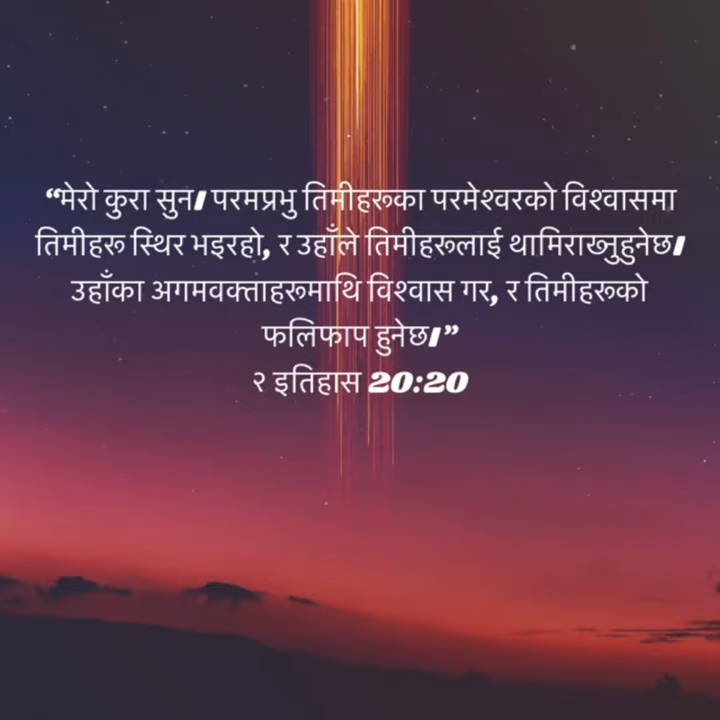 “मेरो कुरा सुन। परमप्रभु तिमीहरूका परमेश्वरको विश्वासमा
तिमीहरू स्थिर भइरहो, र उहाँले तिमीहरूलाई थामिराख्नुहुनेछ।
उहाँका अगमवक्ताहरूमाथि विश्वास गर, र तिमीहरूको
फलिफाप हुनेछ।”
२ इतिहास 20:20